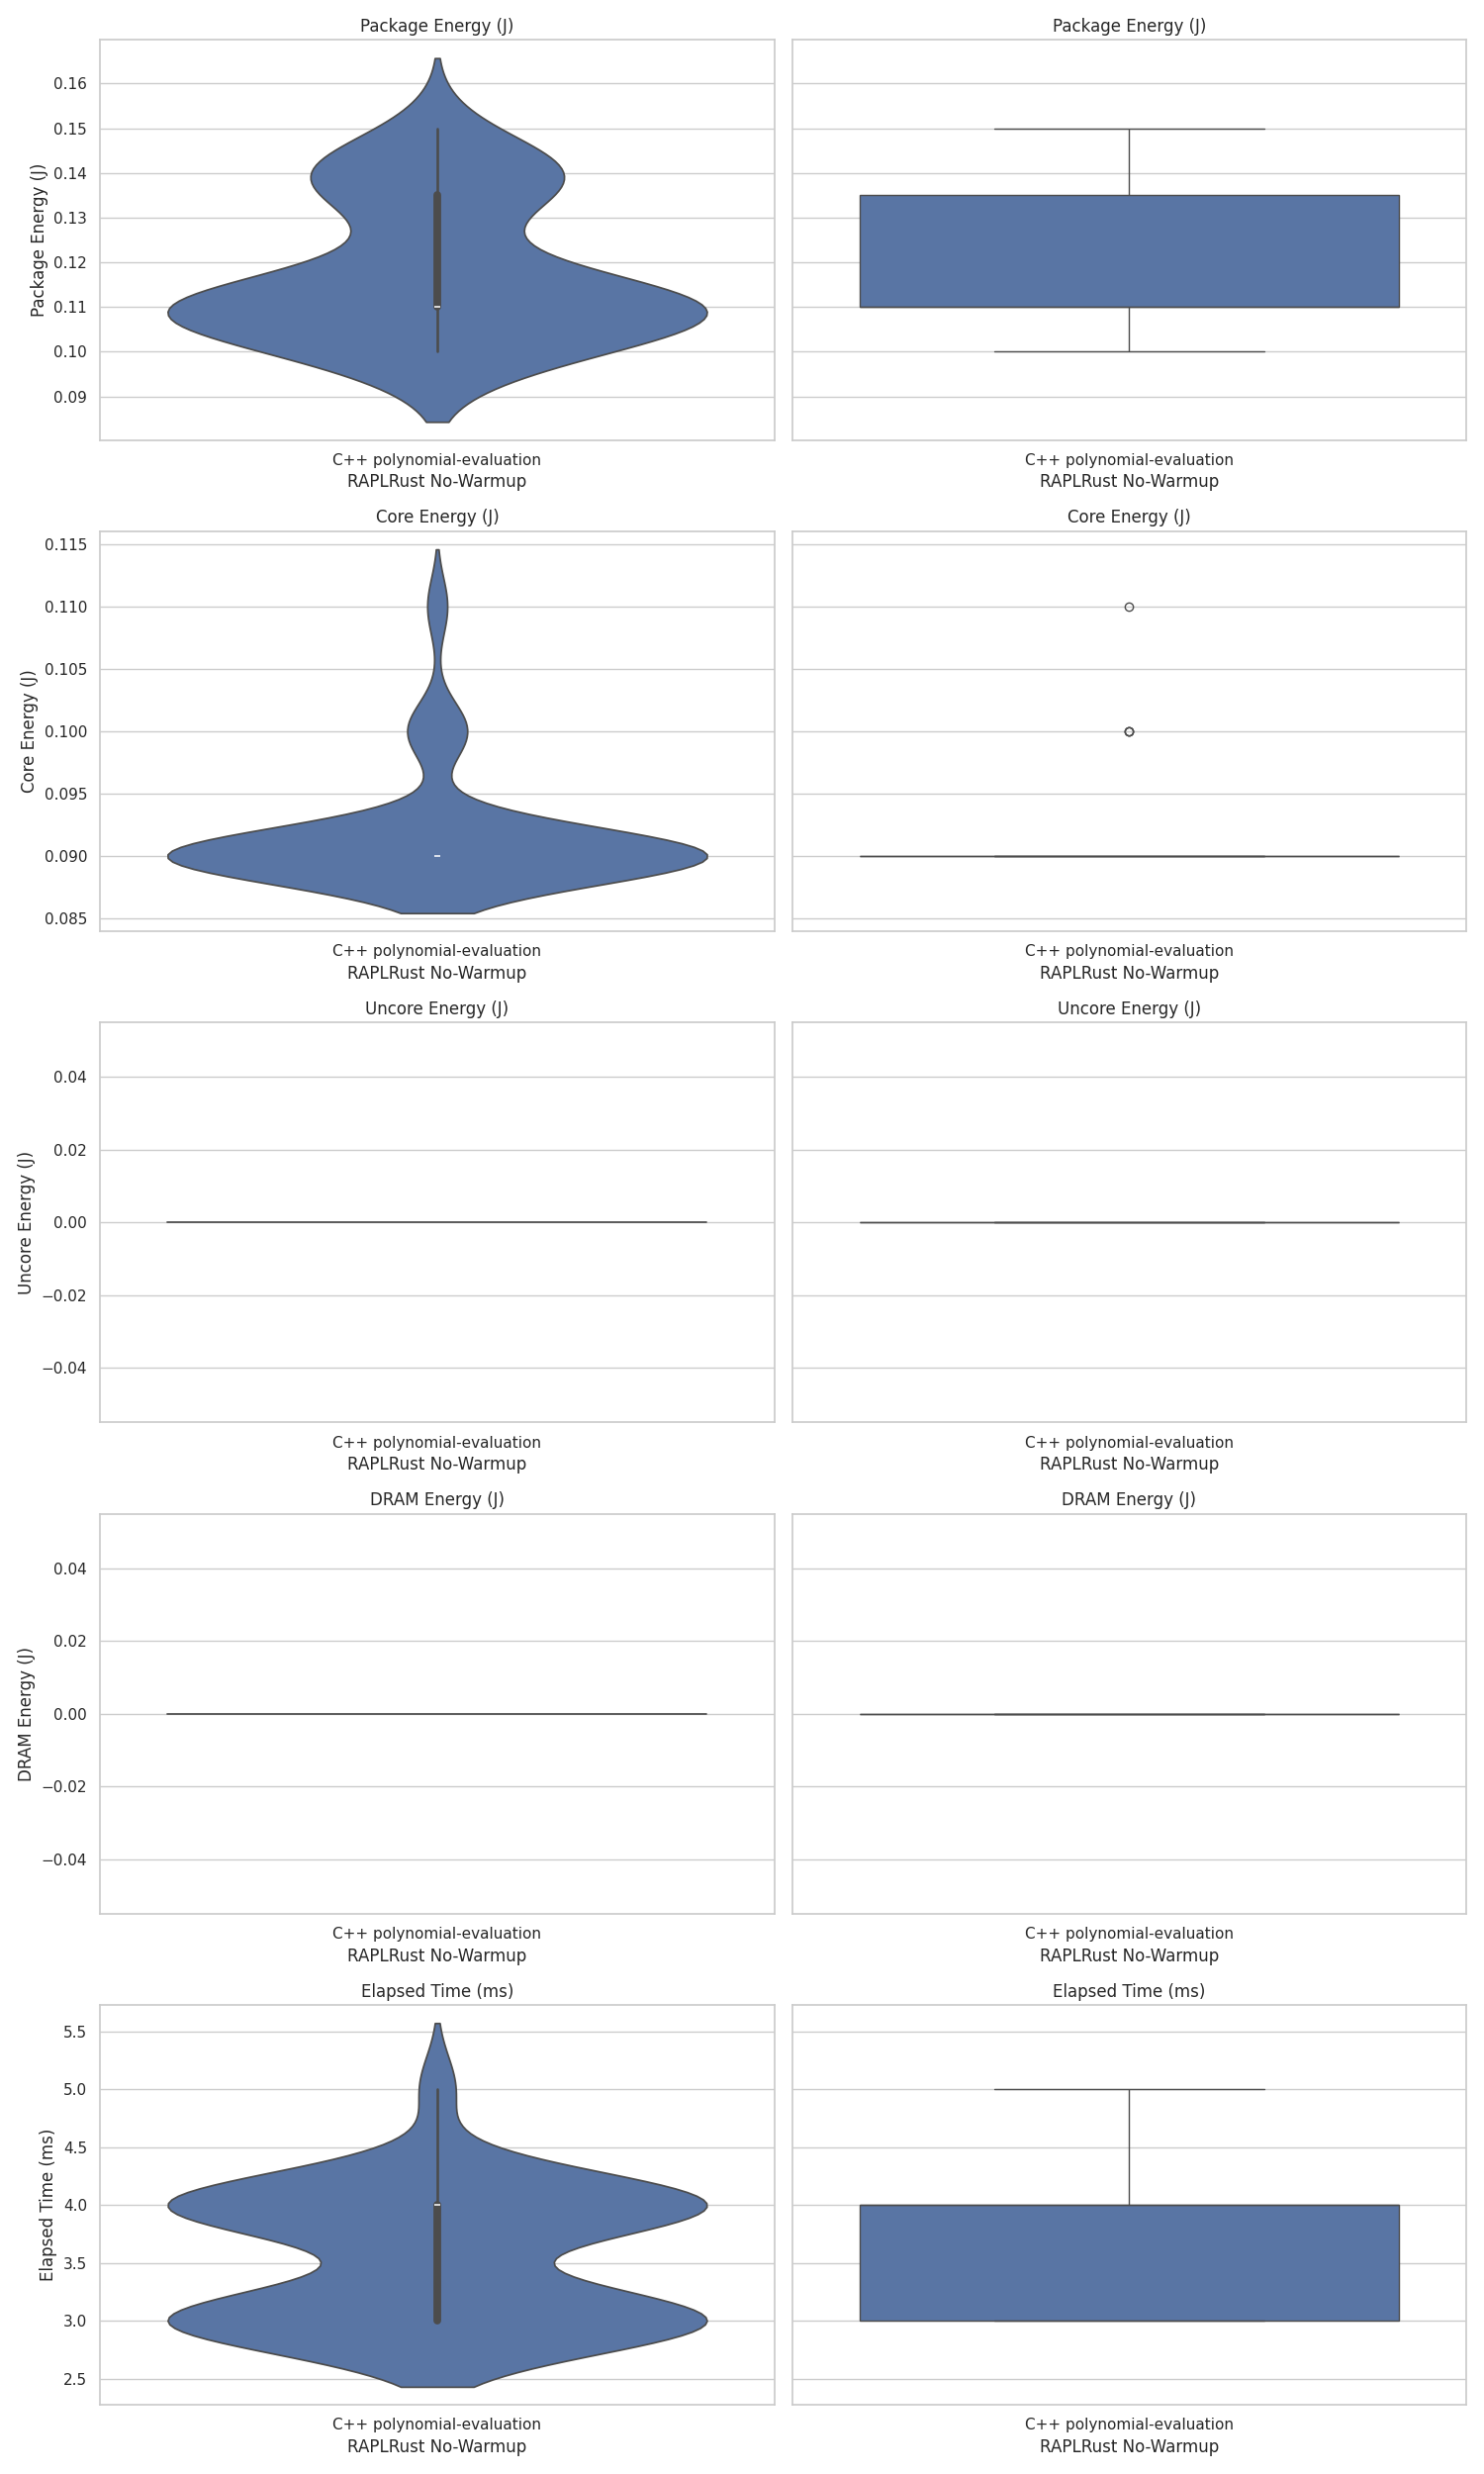 Package Energy (J)
Package Energy (J)
Package Energy (J)
0.16
0.15
0.14
0.13
0.12
0.11
0.10
0.09
C++ polynomial-evaluation
C++ polynomial-evaluation
RAPLRust No-Warmup
RAPLRust No-Warmup
Core Energy (J)
Core Energy (J)
Core Energy (J)
0.115
0.110
0.105
0.100
0.095
0.090
0.085
C++ polynomial-evaluation
C++ polynomial-evaluation
RAPLRust No-Warmup
RAPLRust No-Warmup
Uncore Energy (J)
Uncore Energy (J)
Uncore Energy (J)
0.04
0.02
0.00
−0.02
−0.04
C++ polynomial-evaluation
C++ polynomial-evaluation
RAPLRust No-Warmup
RAPLRust No-Warmup
DRAM Energy (J)
DRAM Energy (J)
DRAM Energy (J)
0.04
0.02
0.00
−0.02
−0.04
C++ polynomial-evaluation
C++ polynomial-evaluation
RAPLRust No-Warmup
RAPLRust No-Warmup
Elapsed Time (ms)
Elapsed Time (ms)
Elapsed Time (ms)
5.5
5.0
4.5
4.0
3.5
3.0
2.5
C++ polynomial-evaluation
C++ polynomial-evaluation
RAPLRust No-Warmup
RAPLRust No-Warmup